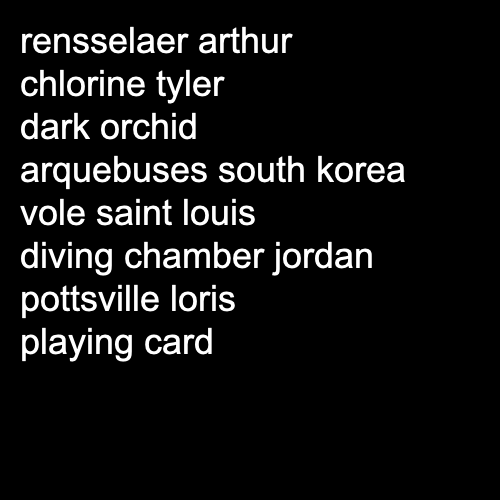 rensselaer arthur
chlorine tyler
dark orchid
arquebuses south korea
vole saint louis
diving chamber jordan
pottsville loris
playing card